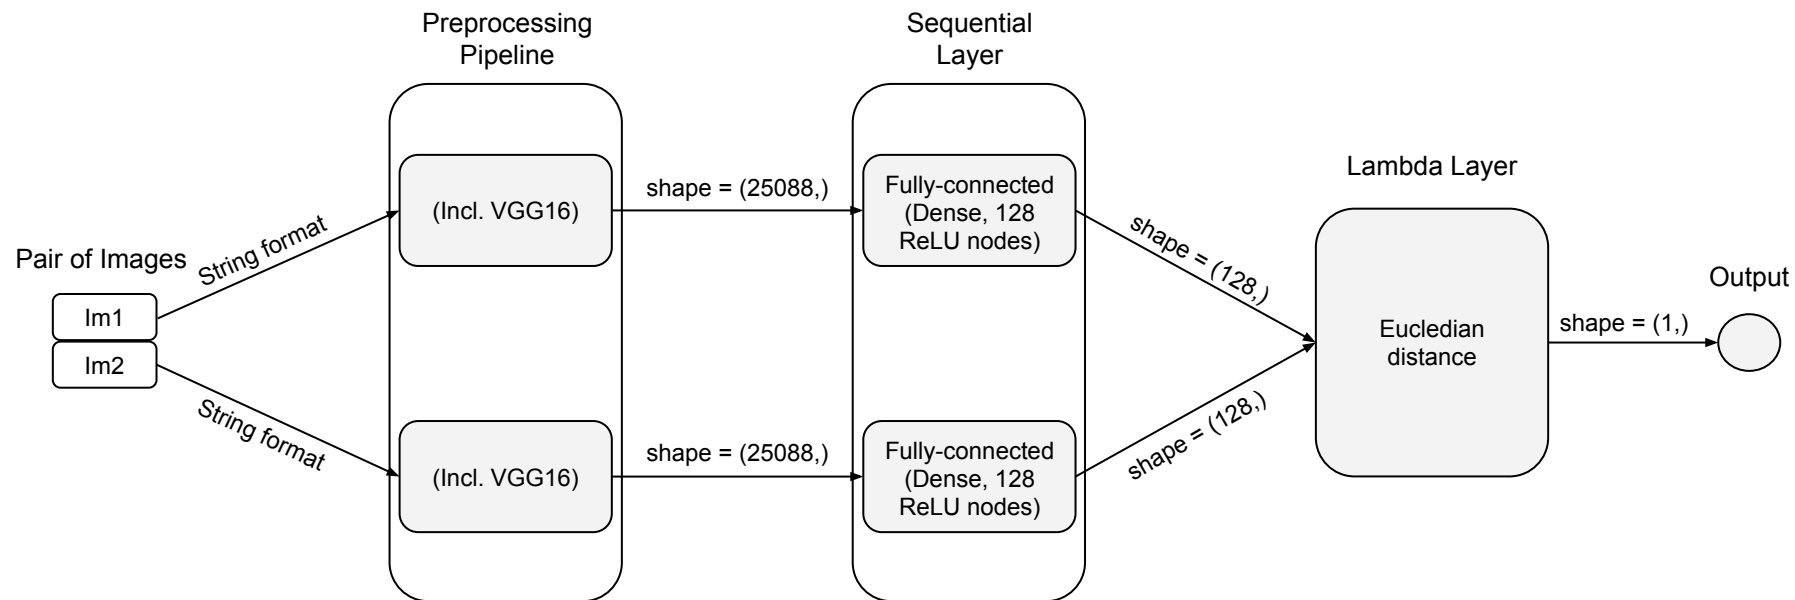 Preprocessing
Pipeline
Sequential
Layer
Lambda Layer
Pair of Images
Im1
Im2
String format
String format
(Incl. VGG16)
(Incl. VGG16)
shape = (25088,)
shape = (25088,)
Fully-connected
(Dense, 128
ReLU nodes)
Fully-connected
(Dense, 128
ReLU nodes)
shape = (128,)
shape = (128,)
Eucledian
distance
shape = (1,)
Output